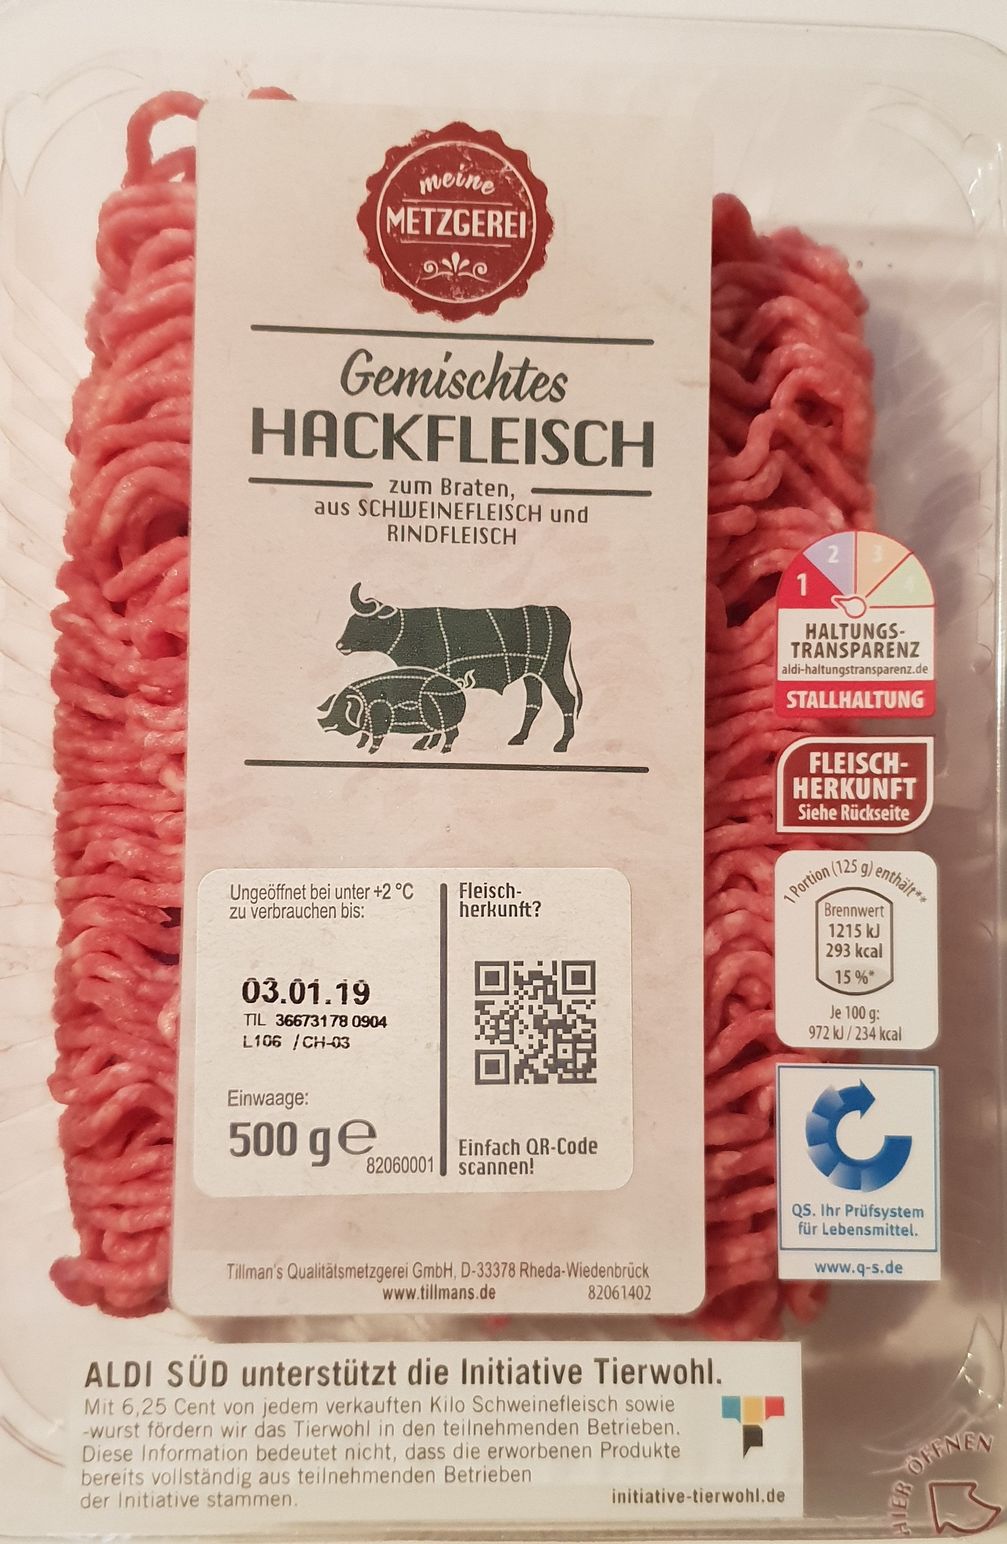 meine
METZGEREI
Gemischtes
HACKFLEISCH
zum Braten,
aus SCHWEINEFLEISCH und
RINDFLEISCH
1 2 3 4
HALTUNGS-
TRANSPARENZ
aldi-haltungstransparenz.de
STALLHALTUNG
FLEISCH-
HERKUNFT
Siehe Rückseite
1 Portion (125 g) enthält**
Brennwert
1215 kJ
293 kcal
15 %*
Je 100 g:
972 kJ / 234 kcal
Ungeöffnet bei unter +2 °C
zu verbrauchen bis:
03.01.19
TIL 36673178 0904
L106 / CH-03
Einwaage:
500 g e
82060001
Fleisch-
herkunft?
Einfach QR-Code
scannen!
QS. Ihr Prüfsystem
für Lebensmittel.
www.q-s.de
Tillman's Qualitätsmetzgerei GmbH, D-33378 Rheda-Wiedenbrück
www.tillmans.de 82061402
ALDI SÜD unterstützt die Initiative Tierwohl.
Mit 6,25 Cent von jedem verkauften Kilo Schweinefleisch sowie
-wurst fördern wir das Tierwohl in den teilnehmenden Betrieben.
Diese Information bedeutet nicht, dass die erworbenen Produkte
bereits vollständig aus teilnehmenden Betrieben
der Initiative stammen.
initiative-tierwohl.de
HIER ÖFFNEN